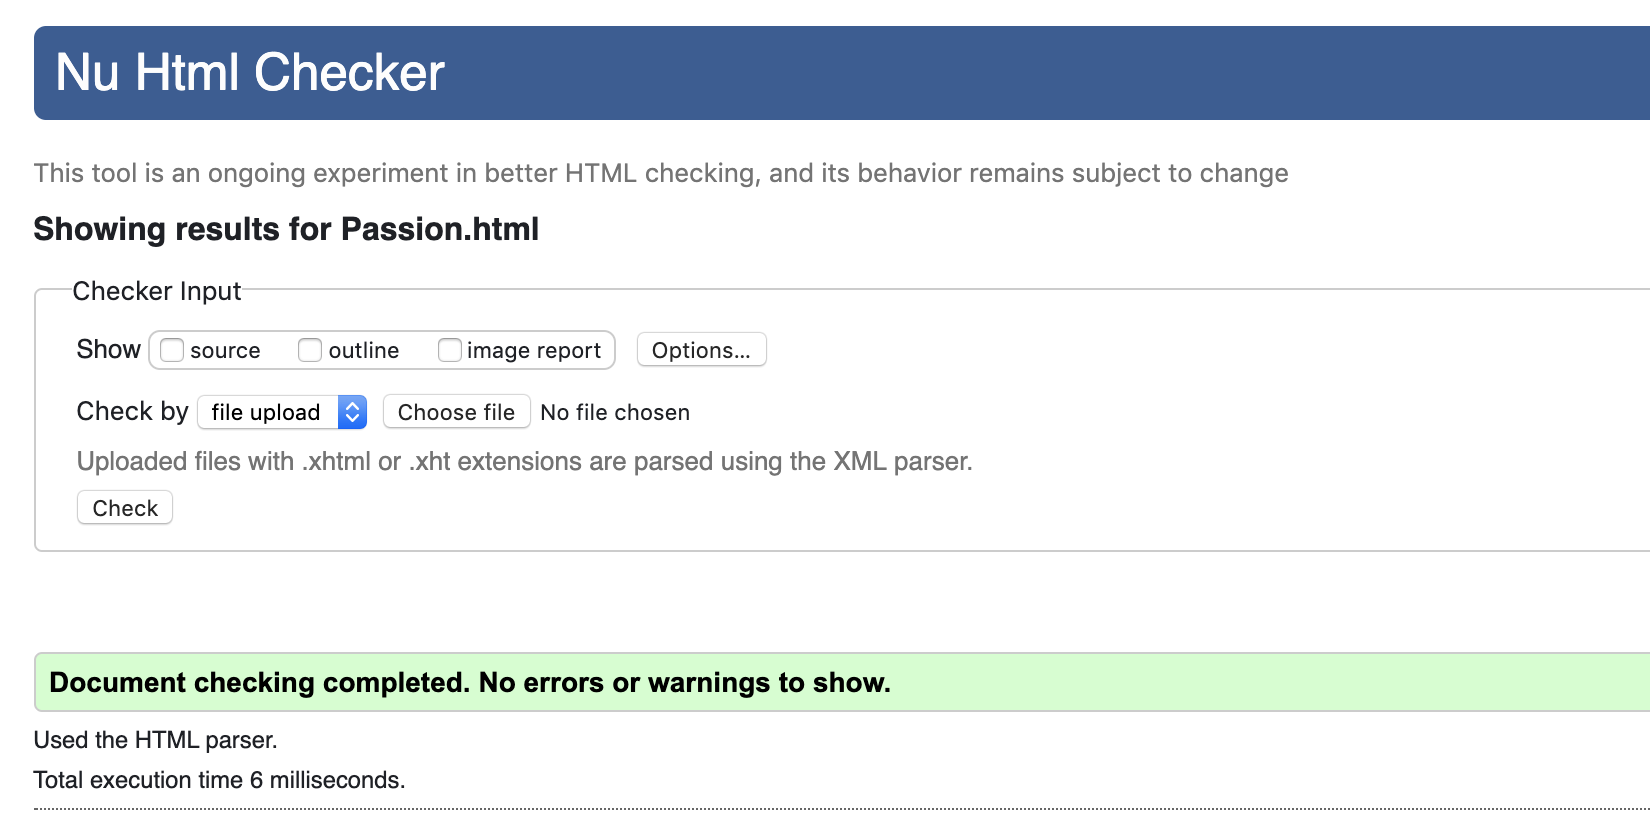 Nu Html Checker
This tool is an ongoing experiment in better HTML checking, and its behavior remains subject to change
Showing results for Passion.html
Checker Input
Show source outline image report Options...
Check by file upload Choose file No file chosen
Uploaded files with .xhtml or .xht extensions are parsed using the XML parser.
Check
Document checking completed. No errors or warnings to show.
Used the HTML parser.
Total execution time 6 milliseconds.